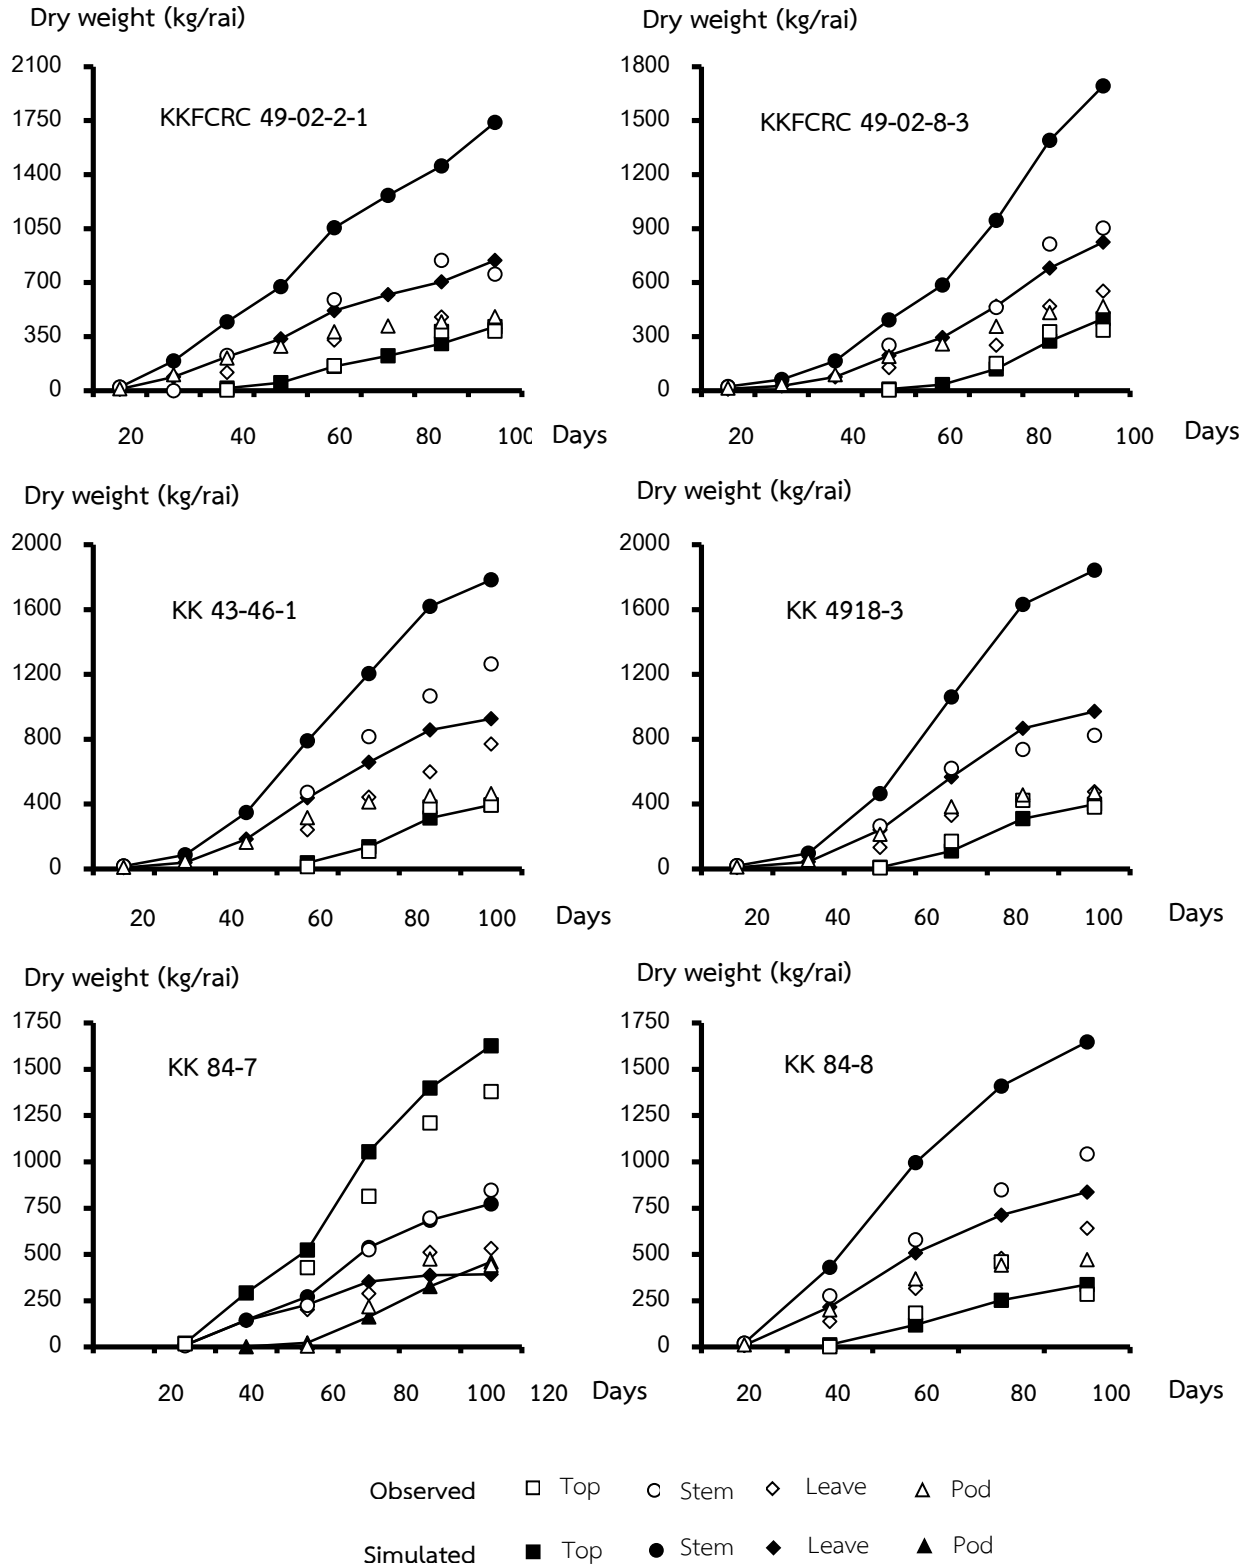 Dry weight (kg/rai)
2100
1750
1400
1050
700
350
0
KKFCRC 49-02-2-1
20 40 60 80 100 Days
Dry weight (kg/rai)
1800
1500
1200
900
600
300
0
KKFCRC 49-02-8-3
20 40 60 80 100 Days
Dry weight (kg/rai)
2000
1600
1200
800
400
0
KK 43-46-1
20 40 60 80 100 Days
Dry weight (kg/rai)
2000
1600
1200
800
400
0
KK 4918-3
20 40 60 80 100 Days
Dry weight (kg/rai)
1750
1500
1250
1000
750
500
250
0
KK 84-7
20 40 60 80 100 120 Days
Dry weight (kg/rai)
1750
1500
1250
1000
750
500
250
0
KK 84-8
20 40 60 80 100 Days
Observed Top Stem Leave Pod
Simulated Top Stem Leave Pod